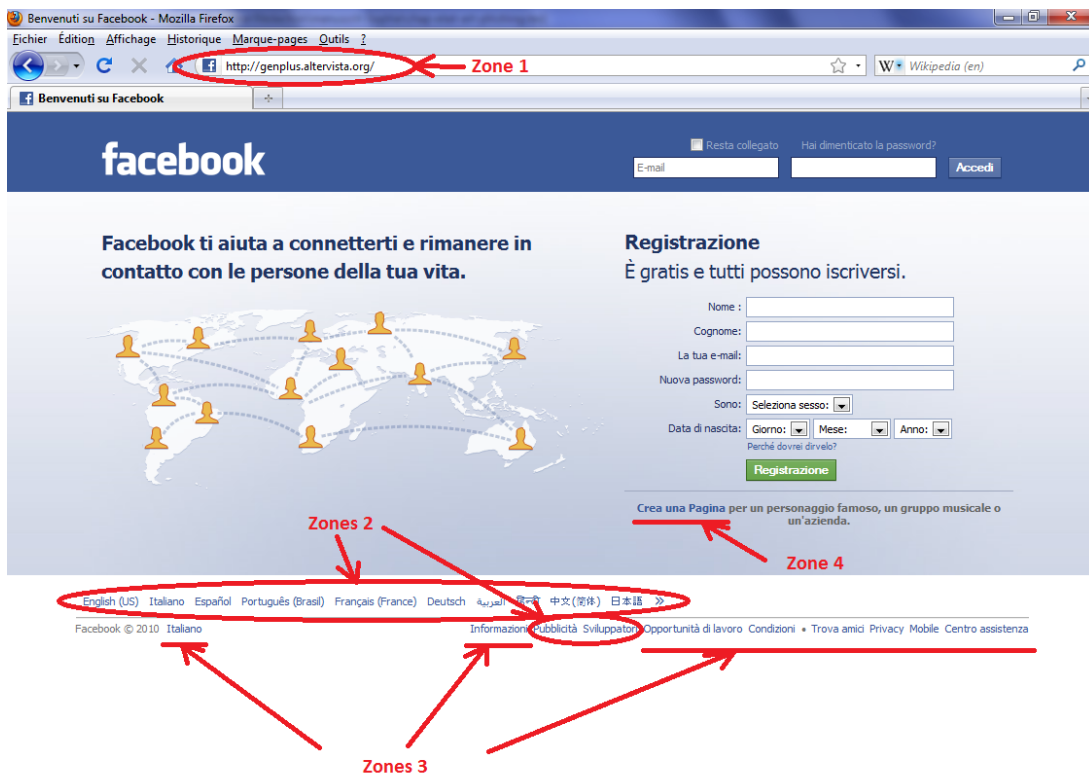 Benvenuti su Facebook - Mozilla Firefox
Fichier Édition Affichage Historique Marque-pages Outils ?
http://genplus.altervista.org/
Zone 1
W Wikipedia (en)
Benvenuti su Facebook
facebook
Resta collegato Hai dimenticato la password?
E-mail
Accedi
Facebook ti aiuta a connetterti e rimanere in
contatto con le persone della tua vita.
Registrazione
È gratis e tutti possono iscriversi.
Nome :
Cognome:
La tua e-mail:
Nuova password:
Sono: Seleziona sesso:
Data di nascita: Giorno: Mese: Anno:
Perché dovrei dirvelo?
Registrazione
Crea una Pagina per un personaggio famoso, un gruppo musicale o
un'azienda.
Zones 2
Zone 4
English (US) Italiano Español Português (Brasil) Français (France) Deutsch العربية हिन्दी 中文(简体) 日本語 »
Facebook © 2010 Italiano
Informazioni Pubblicità Sviluppatori Opportunità di lavoro Condizioni • Trova amici Privacy Mobile Centro assistenza
Zones 3